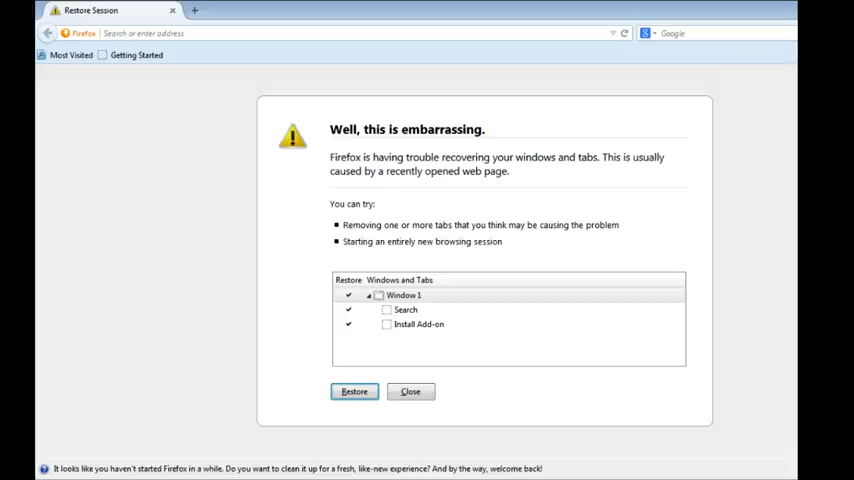 Restore Session
Firefox Search or enter address Google
Most Visited Getting Started
Well, this is embarrassing.
Firefox is having trouble recovering your windows and tabs. This is usually
caused by a recently opened web page.
You can try:
Removing one or more tabs that you think may be causing the problem
Starting an entirely new browsing session
Restore Windows and Tabs
Window 1
Search
Install Add-on
Restore Close
It looks like you haven't started Firefox in a while. Do you want to clean it up for a fresh, like-new experience? And by the way, welcome back!